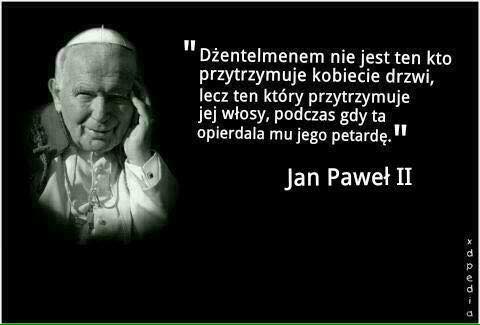 "Dżentelmenem nie jest ten kto
przytrzymuje kobiecie drzwi,
lecz ten który przytrzymuje
jej włosy, podczas gdy ta
opierdala mu jego petardę."
Jan Paweł II
xdpedia